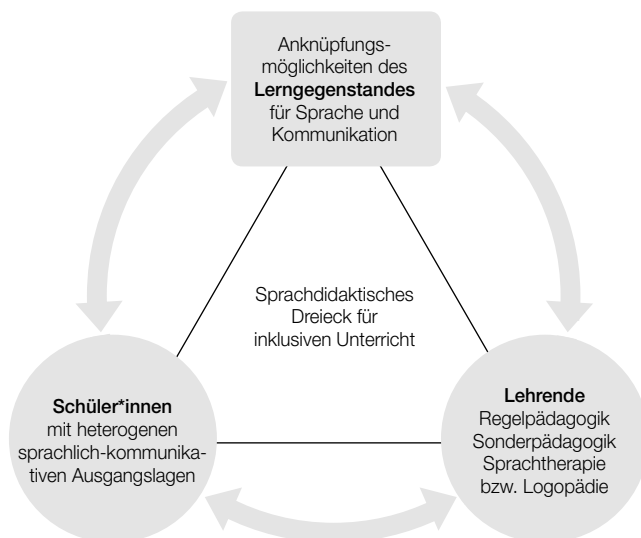 Anknüpfungs-
möglichkeiten des
Lerngegenstandes
für Sprache und
Kommunikation
Sprachdidaktisches
Dreieck für
inklusiven Unterricht
Schüler*innen
mit heterogenen
sprachlich-kommunika-
tiven Ausgangslagen
Lehrende
Regelpädagogik
Sonderpädagogik
Sprachtherapie
bzw. Logopädie